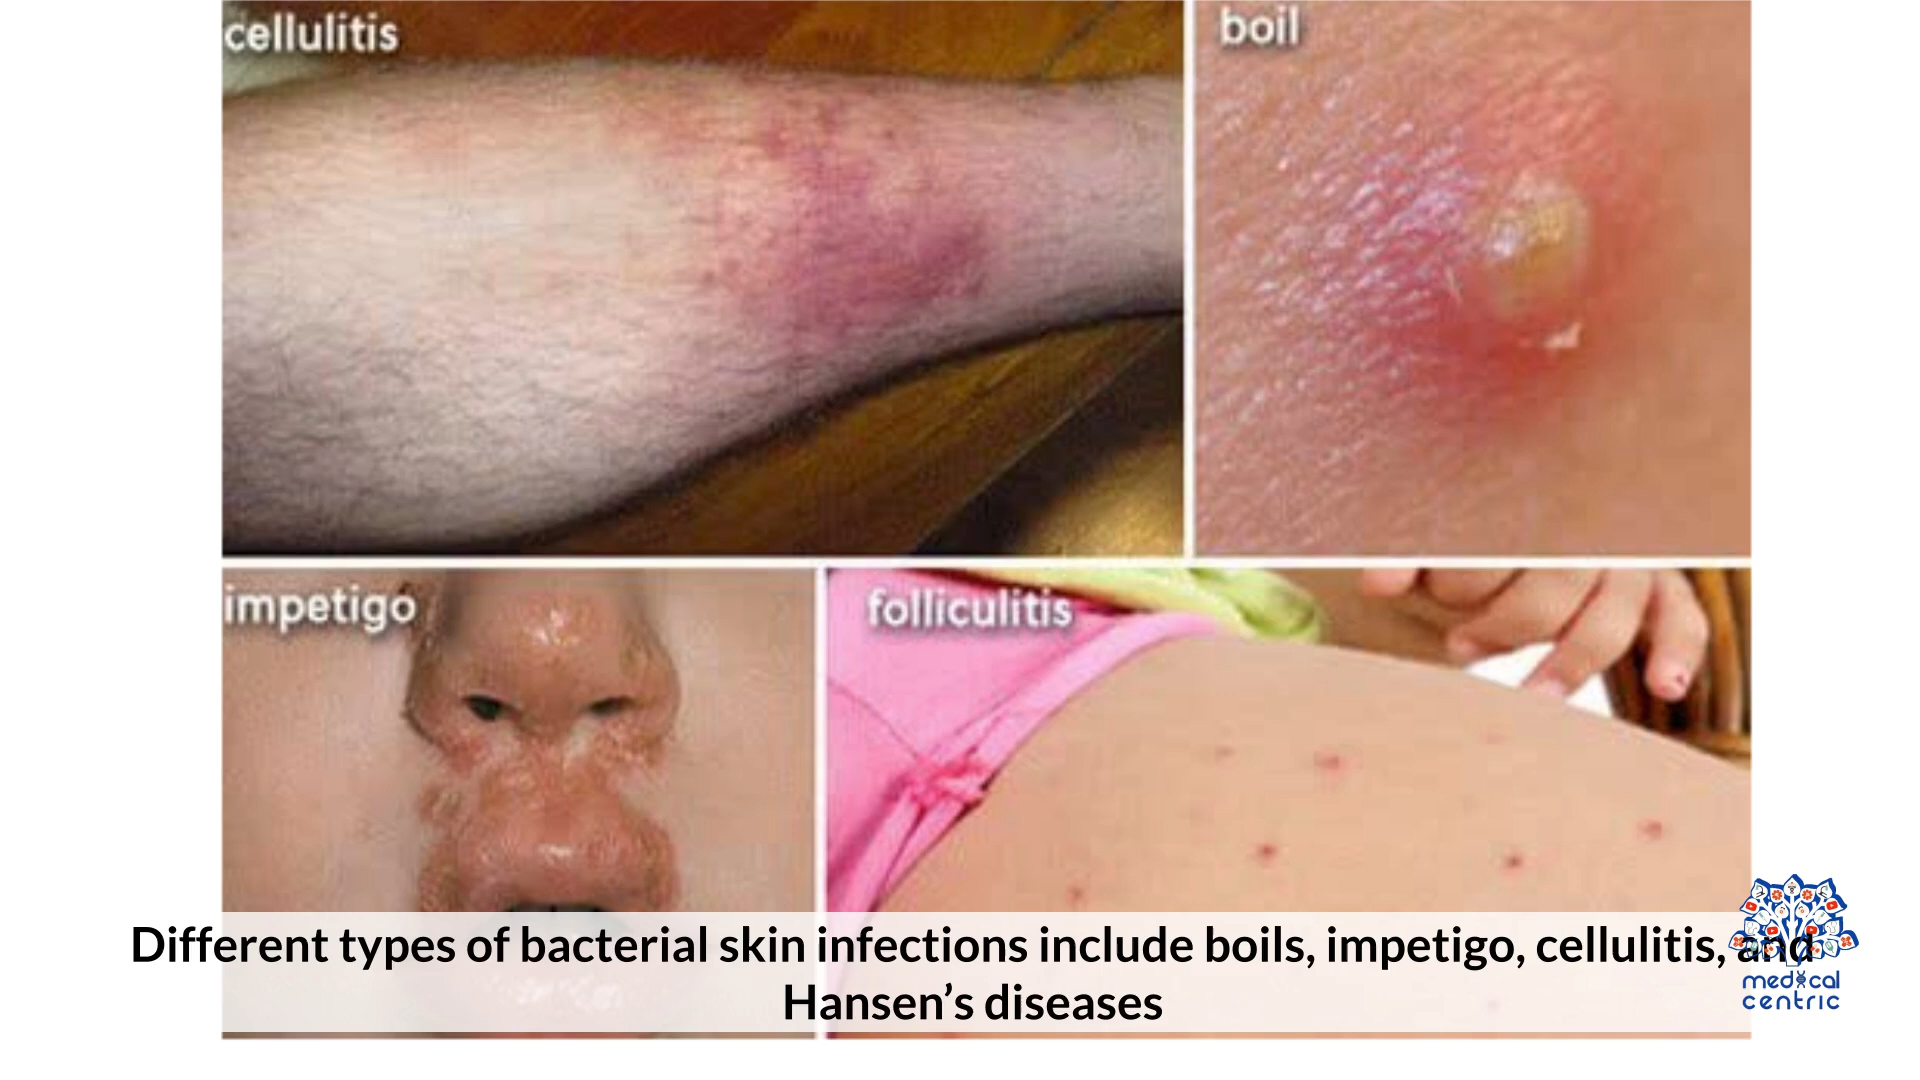 cellulitis
boil
impetigo
folliculitis
Different types of bacterial skin infections include boils, impetigo, cellulitis, and
Hansen’s diseases
medical
centric